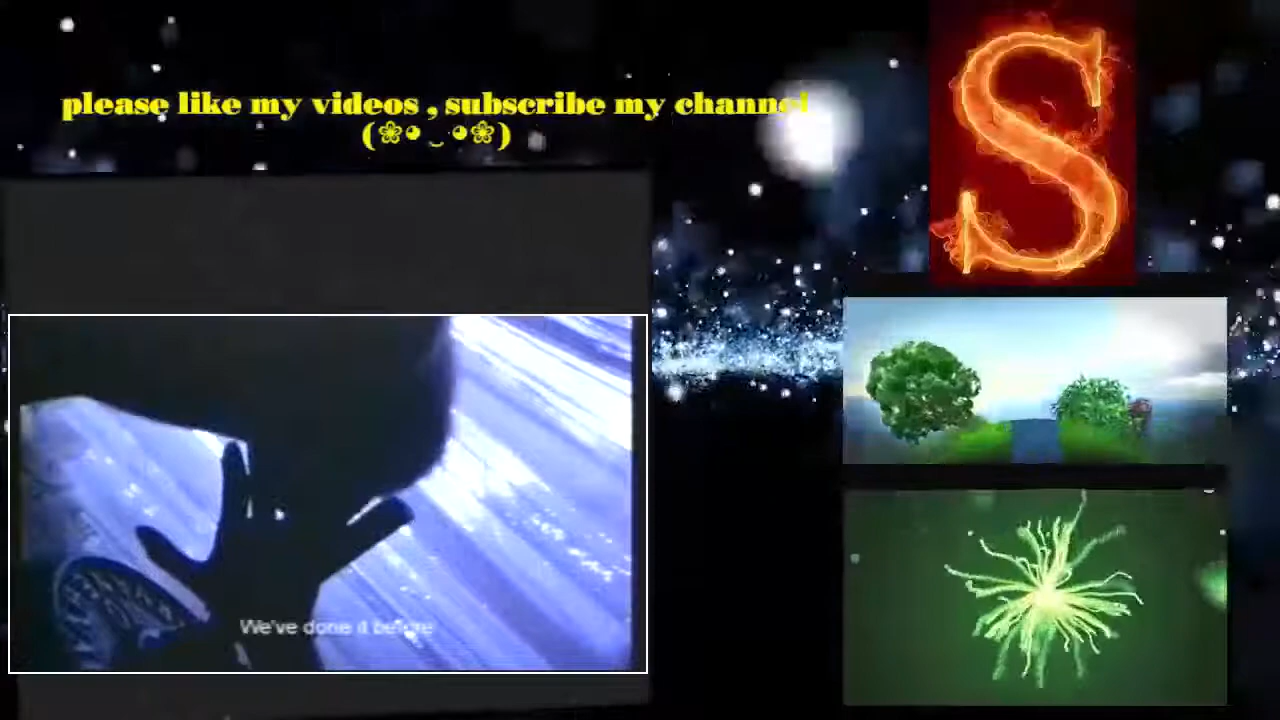 please like my videos , subscribe my channel
(❀◕ ‿ ◕❀)
S
We've done it before